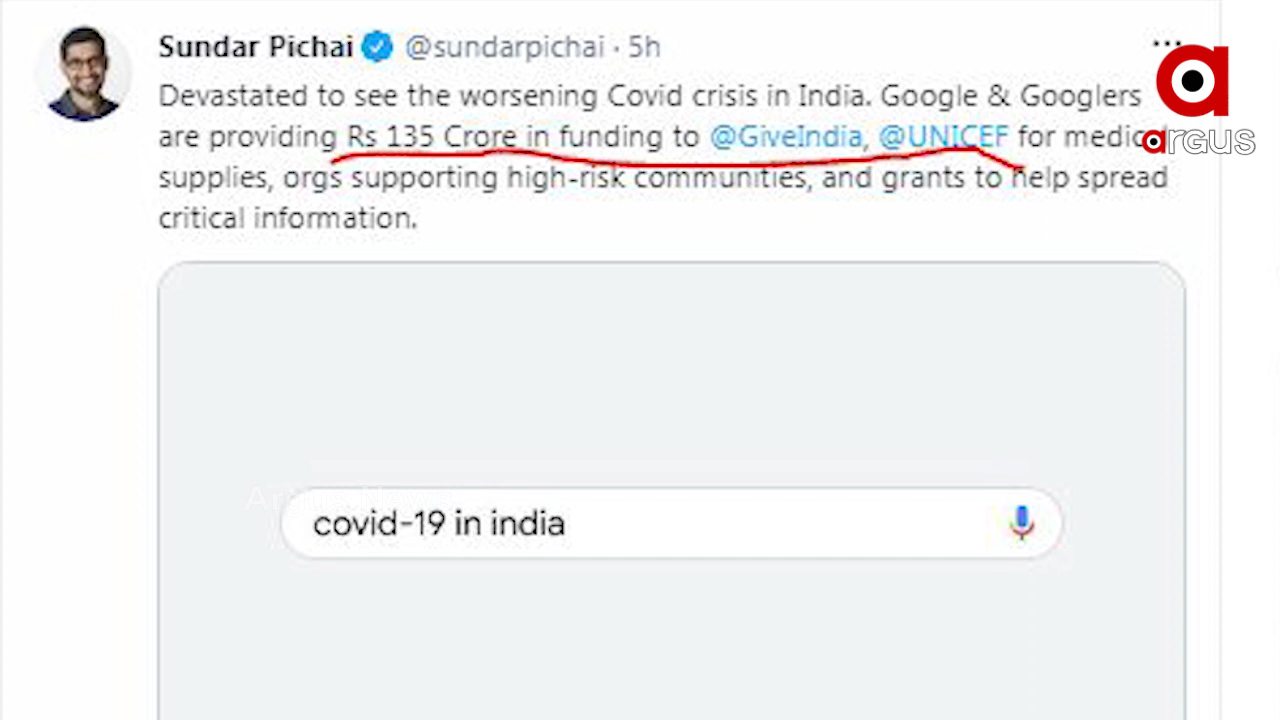 Sundar Pichai @sundarpichai · 5h
Devastated to see the worsening Covid crisis in India. Google & Googlers
are providing Rs 135 Crore in funding to @GiveIndia, @UNICEF for medical
supplies, orgs supporting high-risk communities, and grants to help spread
critical information.
argus
covid-19 in india